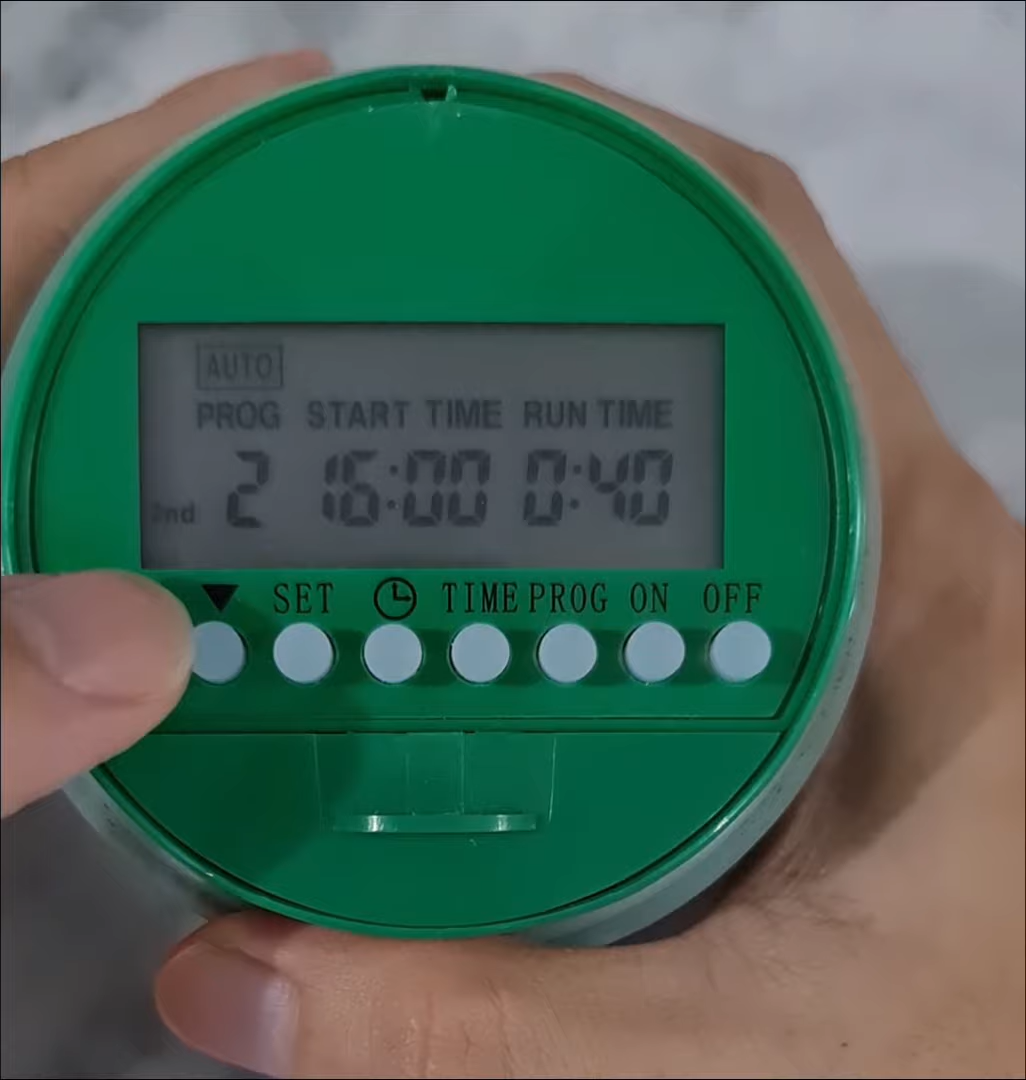 AUTO
PROG START TIME RUN TIME
2nd 2 16:00 0:40
▼ SET TIME PROG ON OFF